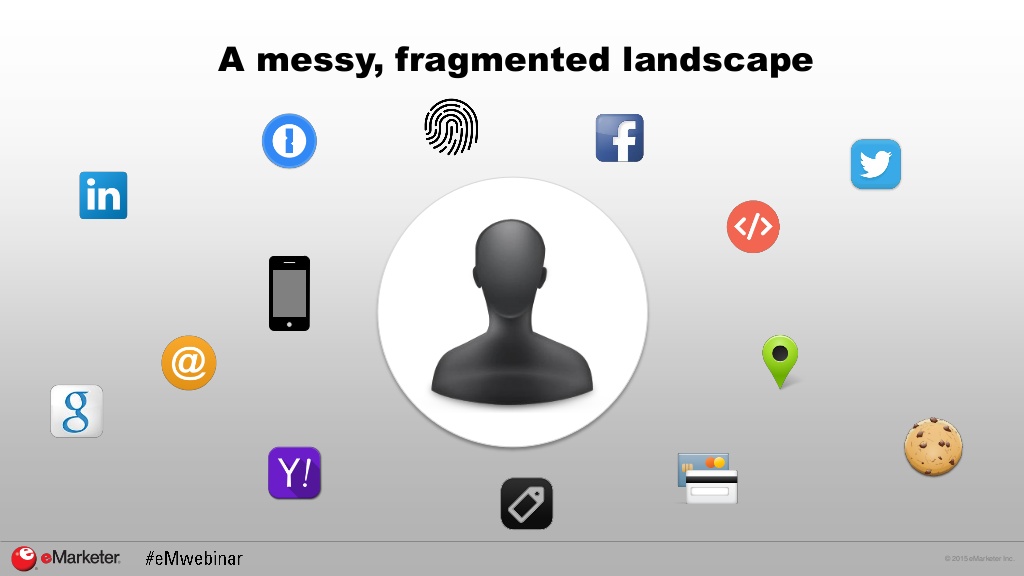 A messy, fragmented landscape
f
in
</>
@
g
Y!
eMarketer.
#eMwebinar
© 2015 eMarketer Inc.